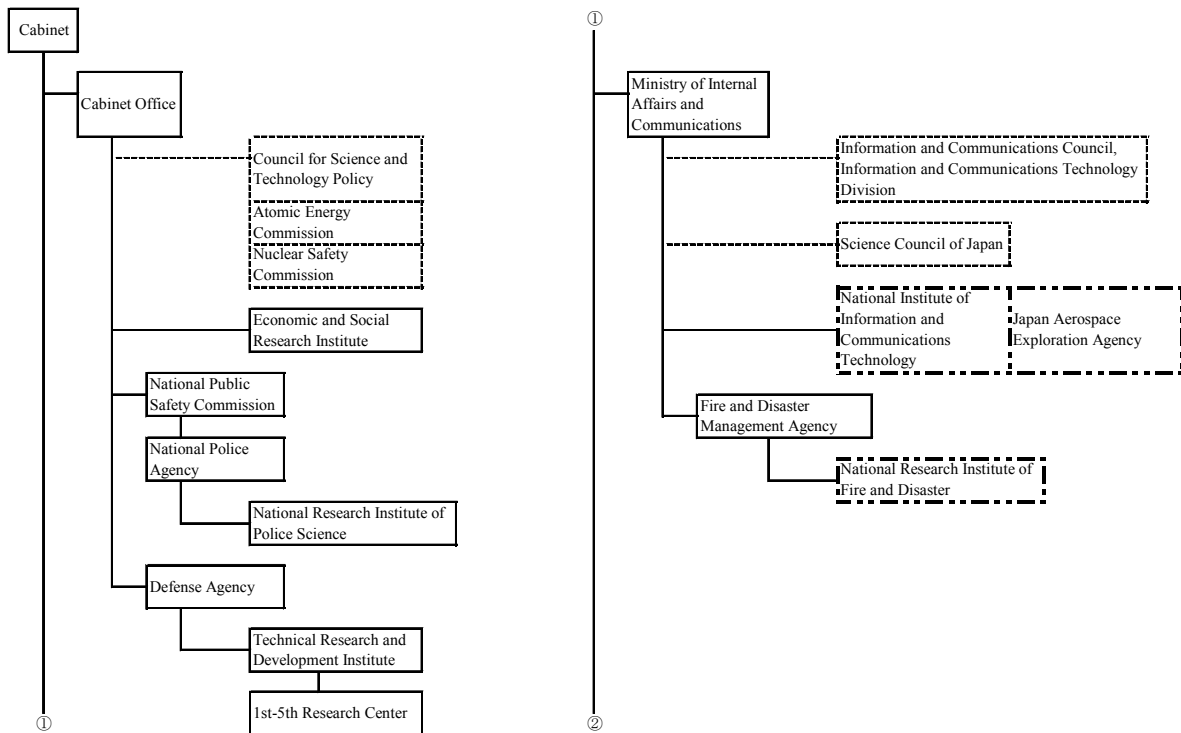 Cabinet
Cabinet Office
Council for Science and
Technology Policy
Atomic Energy
Commission
Nuclear Safety
Commission
Economic and Social
Research Institute
National Public
Safety Commission
National Police
Agency
National Research Institute of
Police Science
Defense Agency
Technical Research and
Development Institute
1st-5th Research Center
①
①
Ministry of Internal
Affairs and
Communications
Information and Communications Council,
Information and Communications Technology
Division
Science Council of Japan
National Institute of
Information and
Communications
Technology
Japan Aerospace
Exploration Agency
Fire and Disaster
Management Agency
National Research Institute of
Fire and Disaster
②